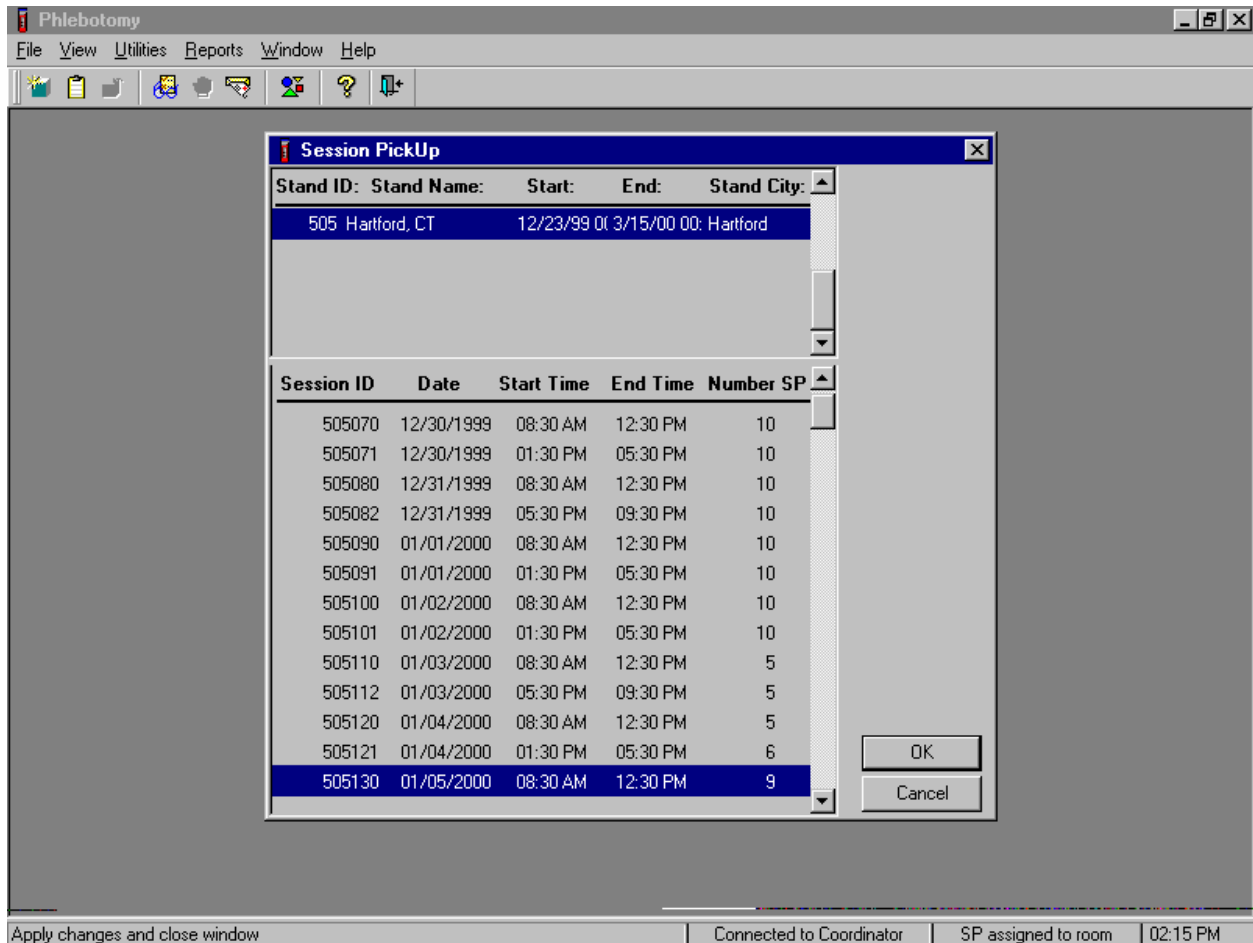 Phlebotomy
File View Utilities Reports Window Help
Session PickUp
Stand ID: Stand Name: Start: End: Stand City:
505 Hartford, CT 12/23/99 0( 3/15/00 00: Hartford
Session ID Date Start Time End Time Number SP
505070 12/30/1999 08:30 AM 12:30 PM 10
505071 12/30/1999 01:30 PM 05:30 PM 10
505080 12/31/1999 08:30 AM 12:30 PM 10
505082 12/31/1999 05:30 PM 09:30 PM 10
505090 01/01/2000 08:30 AM 12:30 PM 10
505091 01/01/2000 01:30 PM 05:30 PM 10
505100 01/02/2000 08:30 AM 12:30 PM 10
505101 01/02/2000 01:30 PM 05:30 PM 10
505110 01/03/2000 08:30 AM 12:30 PM 5
505112 01/03/2000 05:30 PM 09:30 PM 5
505120 01/04/2000 08:30 AM 12:30 PM 5
505121 01/04/2000 01:30 PM 05:30 PM 6
505130 01/05/2000 08:30 AM 12:30 PM 9
OK
Cancel
Apply changes and close window Connected to Coordinator SP assigned to room 02:15 PM